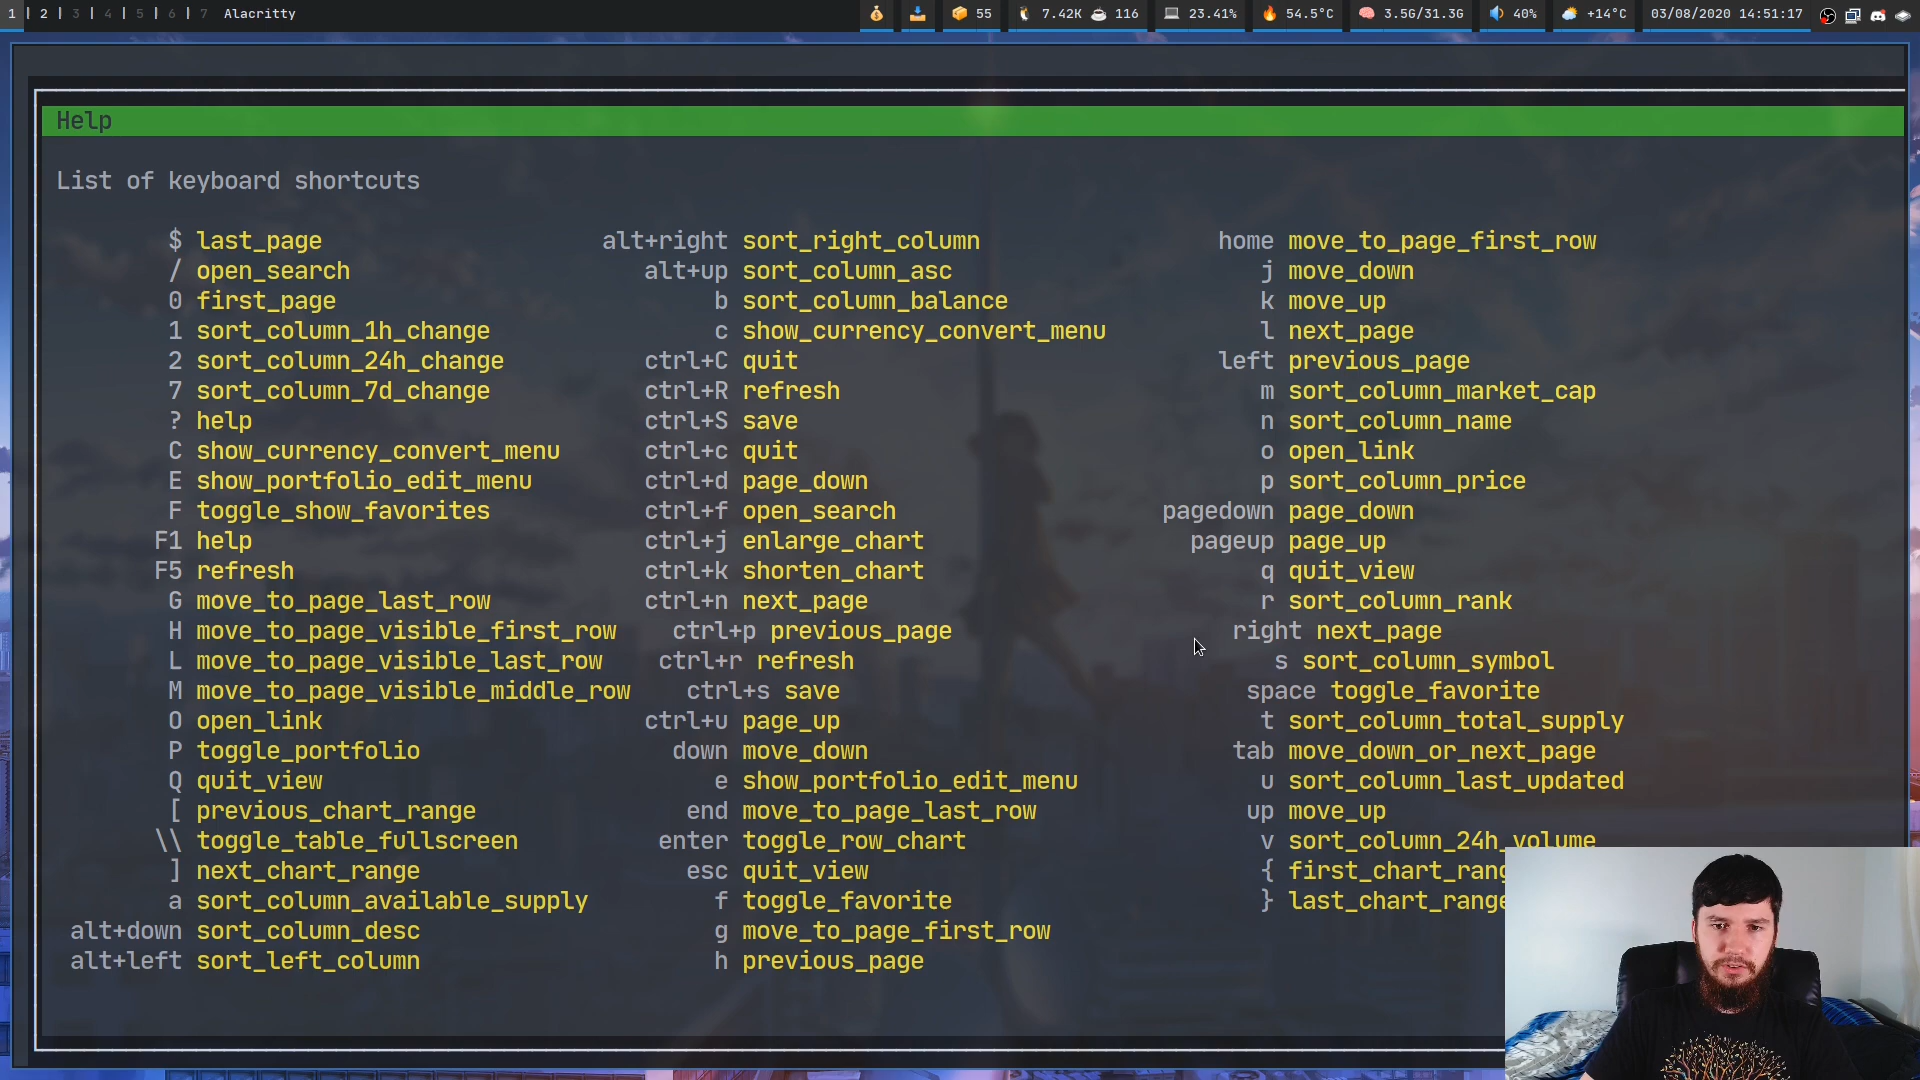 1 | 2 | 3 | 4 | 5 | 6 | 7 Alacritty
55 7.42K 116 23.41% 54.5°C 3.5G/31.3G 40% +14°C 03/08/2020 14:51:17
Help
List of keyboard shortcuts
$ last_page
/ open_search
0 first_page
1 sort_column_1h_change
2 sort_column_24h_change
7 sort_column_7d_change
? help
C show_currency_convert_menu
E show_portfolio_edit_menu
F toggle_show_favorites
F1 help
F5 refresh
G move_to_page_last_row
H move_to_page_visible_first_row
L move_to_page_visible_last_row
M move_to_page_visible_middle_row
O open_link
P toggle_portfolio
Q quit_view
[ previous_chart_range
\\ toggle_table_fullscreen
] next_chart_range
a sort_column_available_supply
alt+down sort_column_desc
alt+left sort_left_column
alt+right sort_right_column
alt+up sort_column_asc
b sort_column_balance
c show_currency_convert_menu
ctrl+C quit
ctrl+R refresh
ctrl+S save
ctrl+c quit
ctrl+d page_down
ctrl+f open_search
ctrl+j enlarge_chart
ctrl+k shorten_chart
ctrl+n next_page
ctrl+p previous_page
ctrl+r refresh
ctrl+s save
ctrl+u page_up
down move_down
e show_portfolio_edit_menu
end move_to_page_last_row
enter toggle_row_chart
esc quit_view
f toggle_favorite
g move_to_page_first_row
h previous_page
home move_to_page_first_row
j move_down
k move_up
l next_page
left previous_page
m sort_column_market_cap
n sort_column_name
o open_link
p sort_column_price
pagedown page_down
pageup page_up
q quit_view
r sort_column_rank
right next_page
s sort_column_symbol
space toggle_favorite
t sort_column_total_supply
tab move_down_or_next_page
u sort_column_last_updated
up move_up
v sort_column_24h_volume
{ first_chart_rang
} last_chart_range